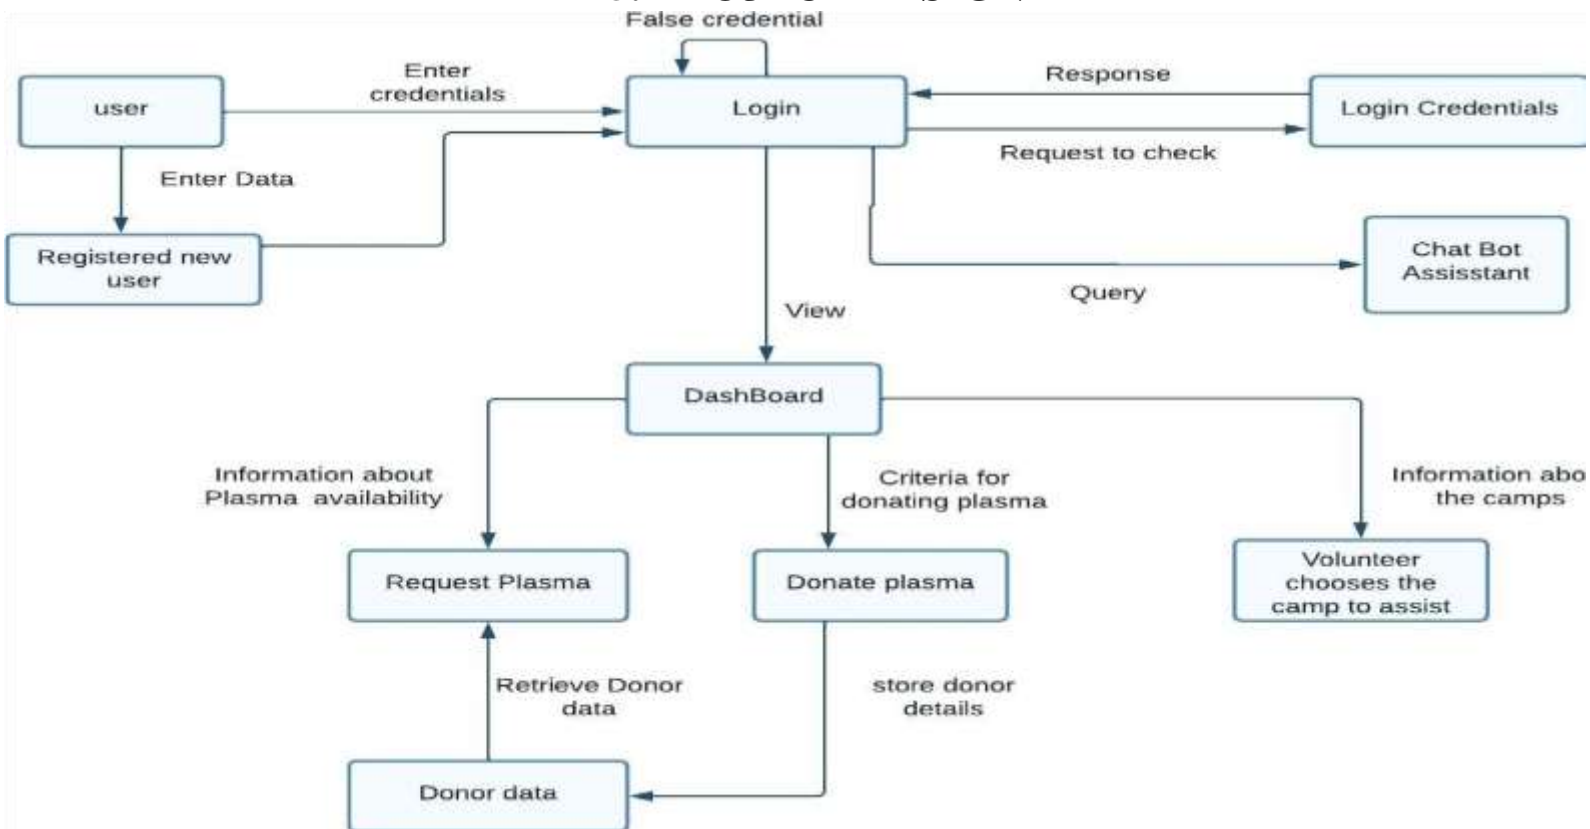 False credential
Enter
credentials
Response
user
Login
Login Credentials
Request to check
Enter Data
Registered new
user
Chat Bot
Assisstant
Query
View
DashBoard
Information about
Plasma availability
Criteria for
donating plasma
Information abo
the camps
Request Plasma
Donate plasma
Volunteer
chooses the
camp to assist
Retrieve Donor
data
store donor
details
Donor data